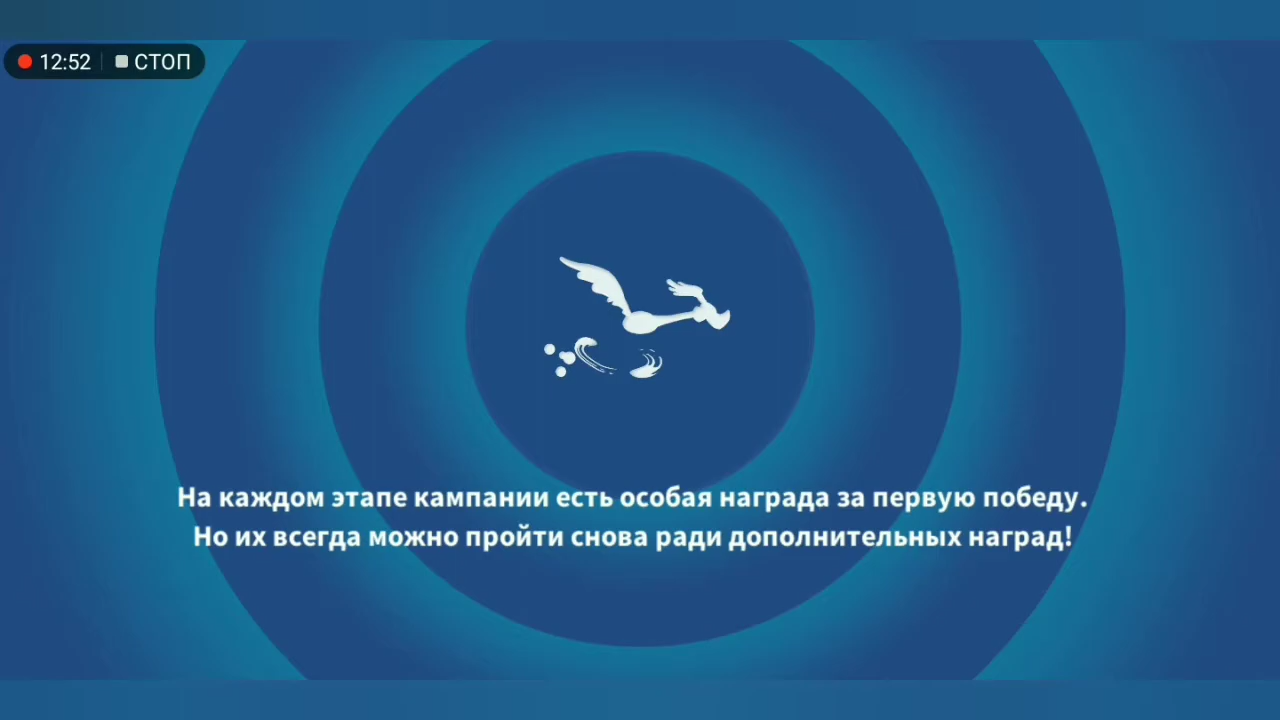 12:52 СТОП
На каждом этапе кампании есть особая награда за первую победу.
Но их всегда можно пройти снова ради дополнительных наград!